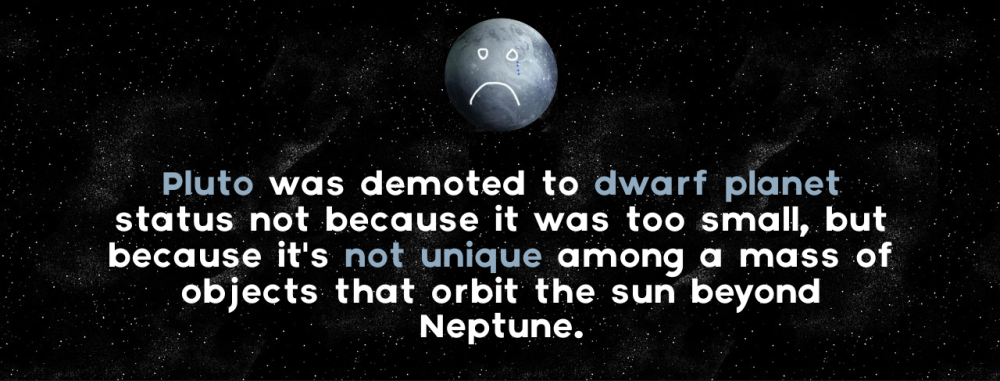 Pluto was demoted to dwarf planet
status not because it was too small, but
because it's not unique among a mass of
objects that orbit the sun beyond
Neptune.